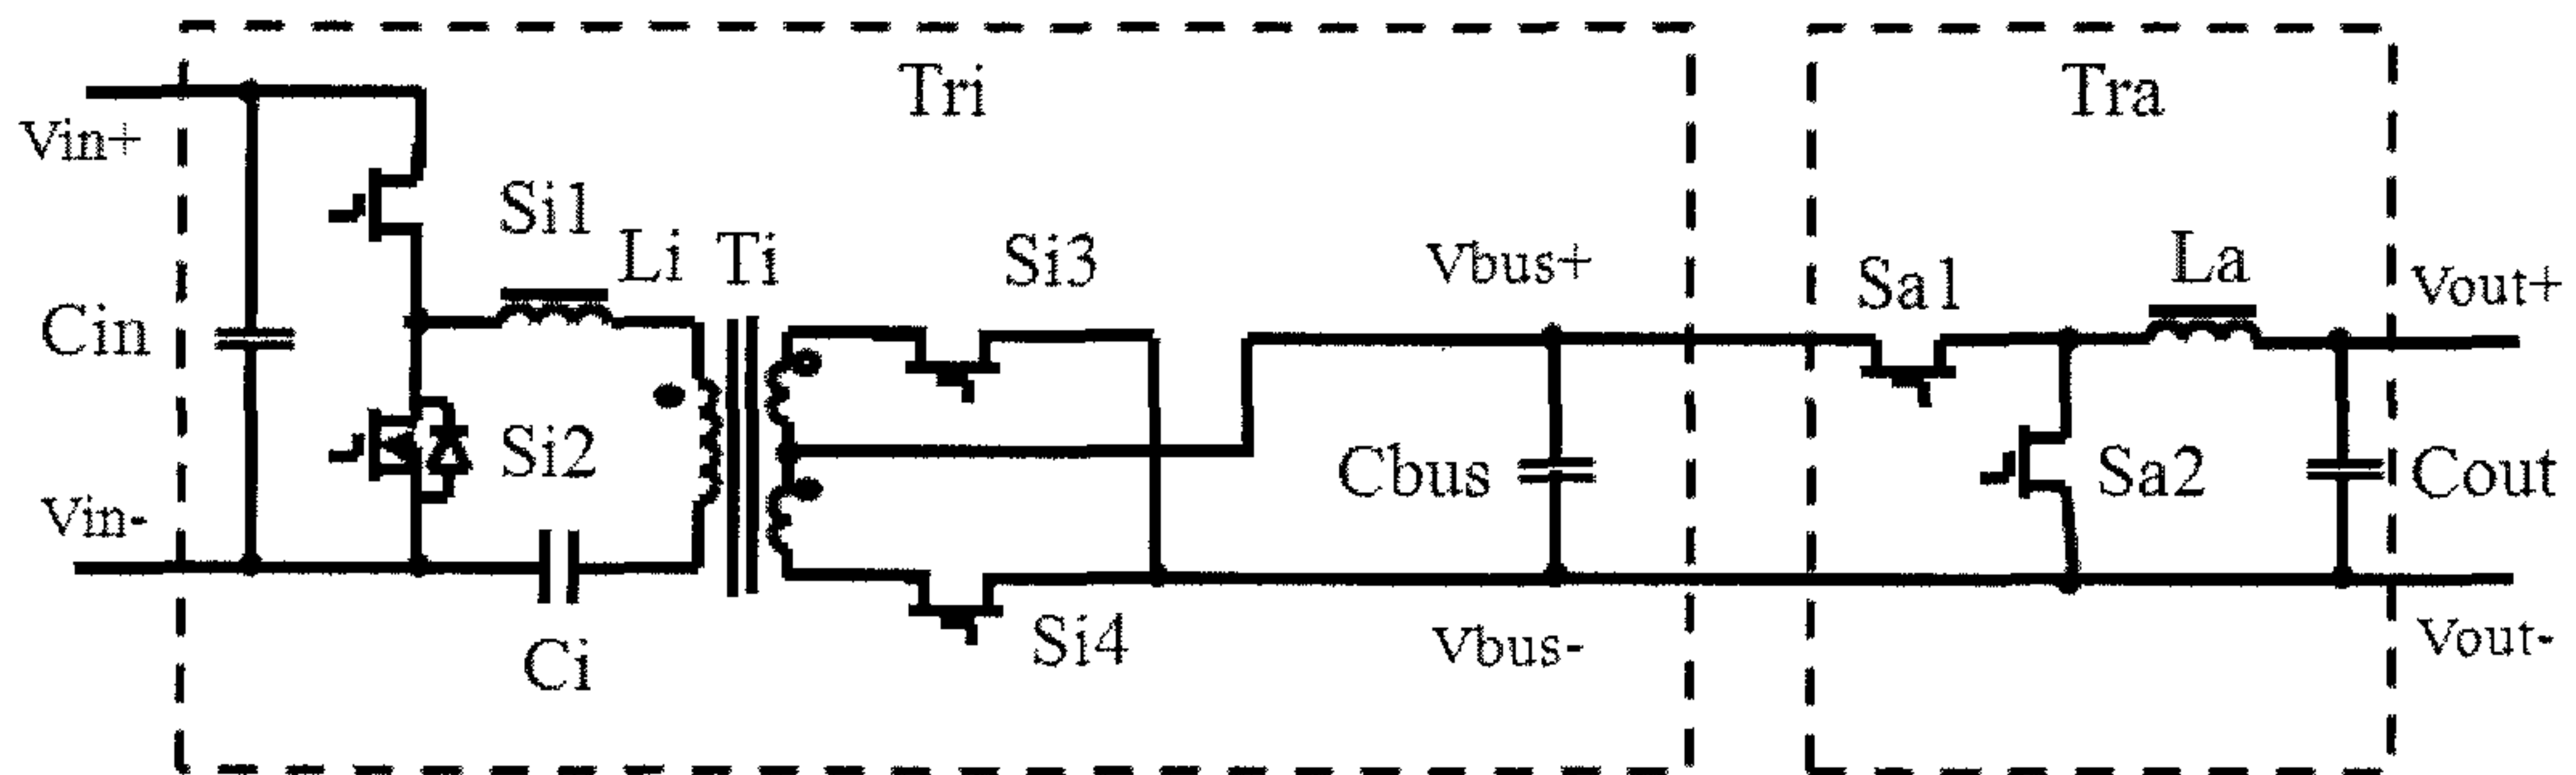 Tri
Tra
Vin+
Si1
Li
Ti
Si3
Vbus+
Sa1
La
Vout+
Cin
Si2
Cbus
Sa2
Cout
Vin-
Ci
Si4
Vbus-
Vout-